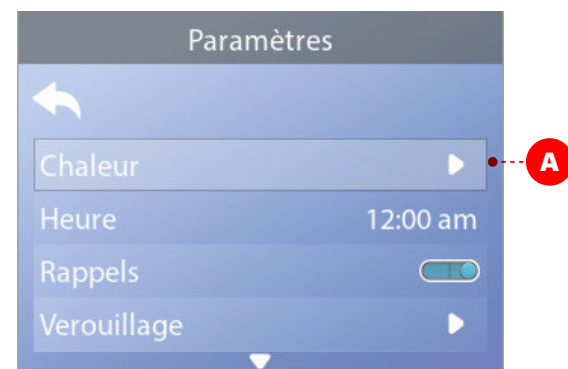 Paramètres
Chaleur
A
Heure 12:00 am
Rappels
Verouillage